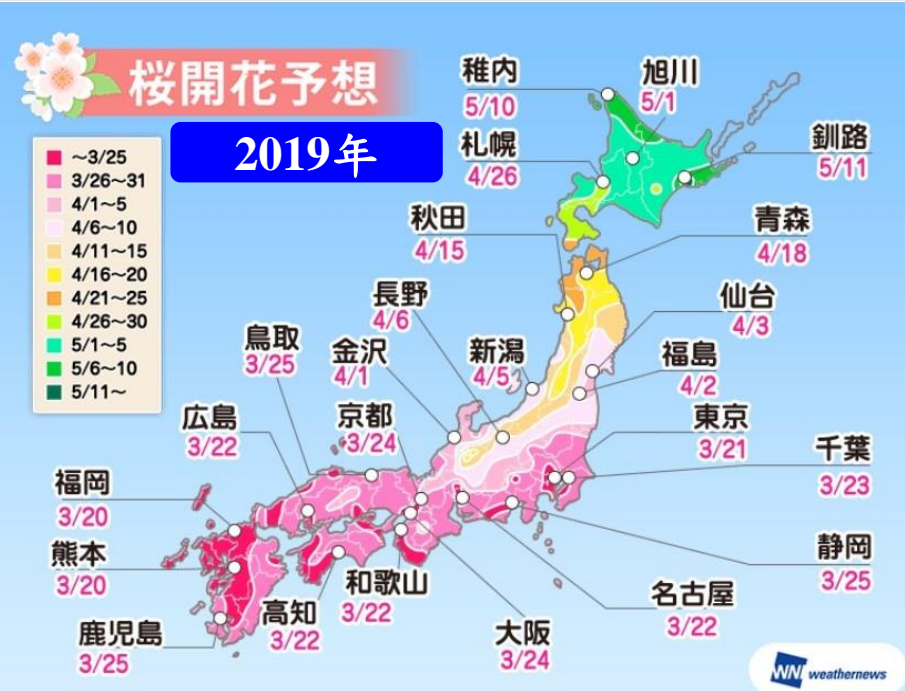 桜開花予想
2019年
～3/25
3/26～31
4/1～5
4/6～10
4/11～15
4/16～20
4/21～25
4/26～30
5/1～5
5/6～10
5/11～
稚内
5/10
旭川
5/1
札幌
4/26
釧路
5/11
秋田
4/15
青森
4/18
長野
4/6
仙台
4/3
鳥取
3/25
金沢
4/1
新潟
4/5
福島
4/2
広島
3/22
京都
3/24
東京
3/21
千葉
3/23
福岡
3/20
熊本
3/20
静岡
3/25
鹿児島
3/25
高知
3/22
和歌山
3/22
大阪
3/24
名古屋
3/22
WNI weathernews